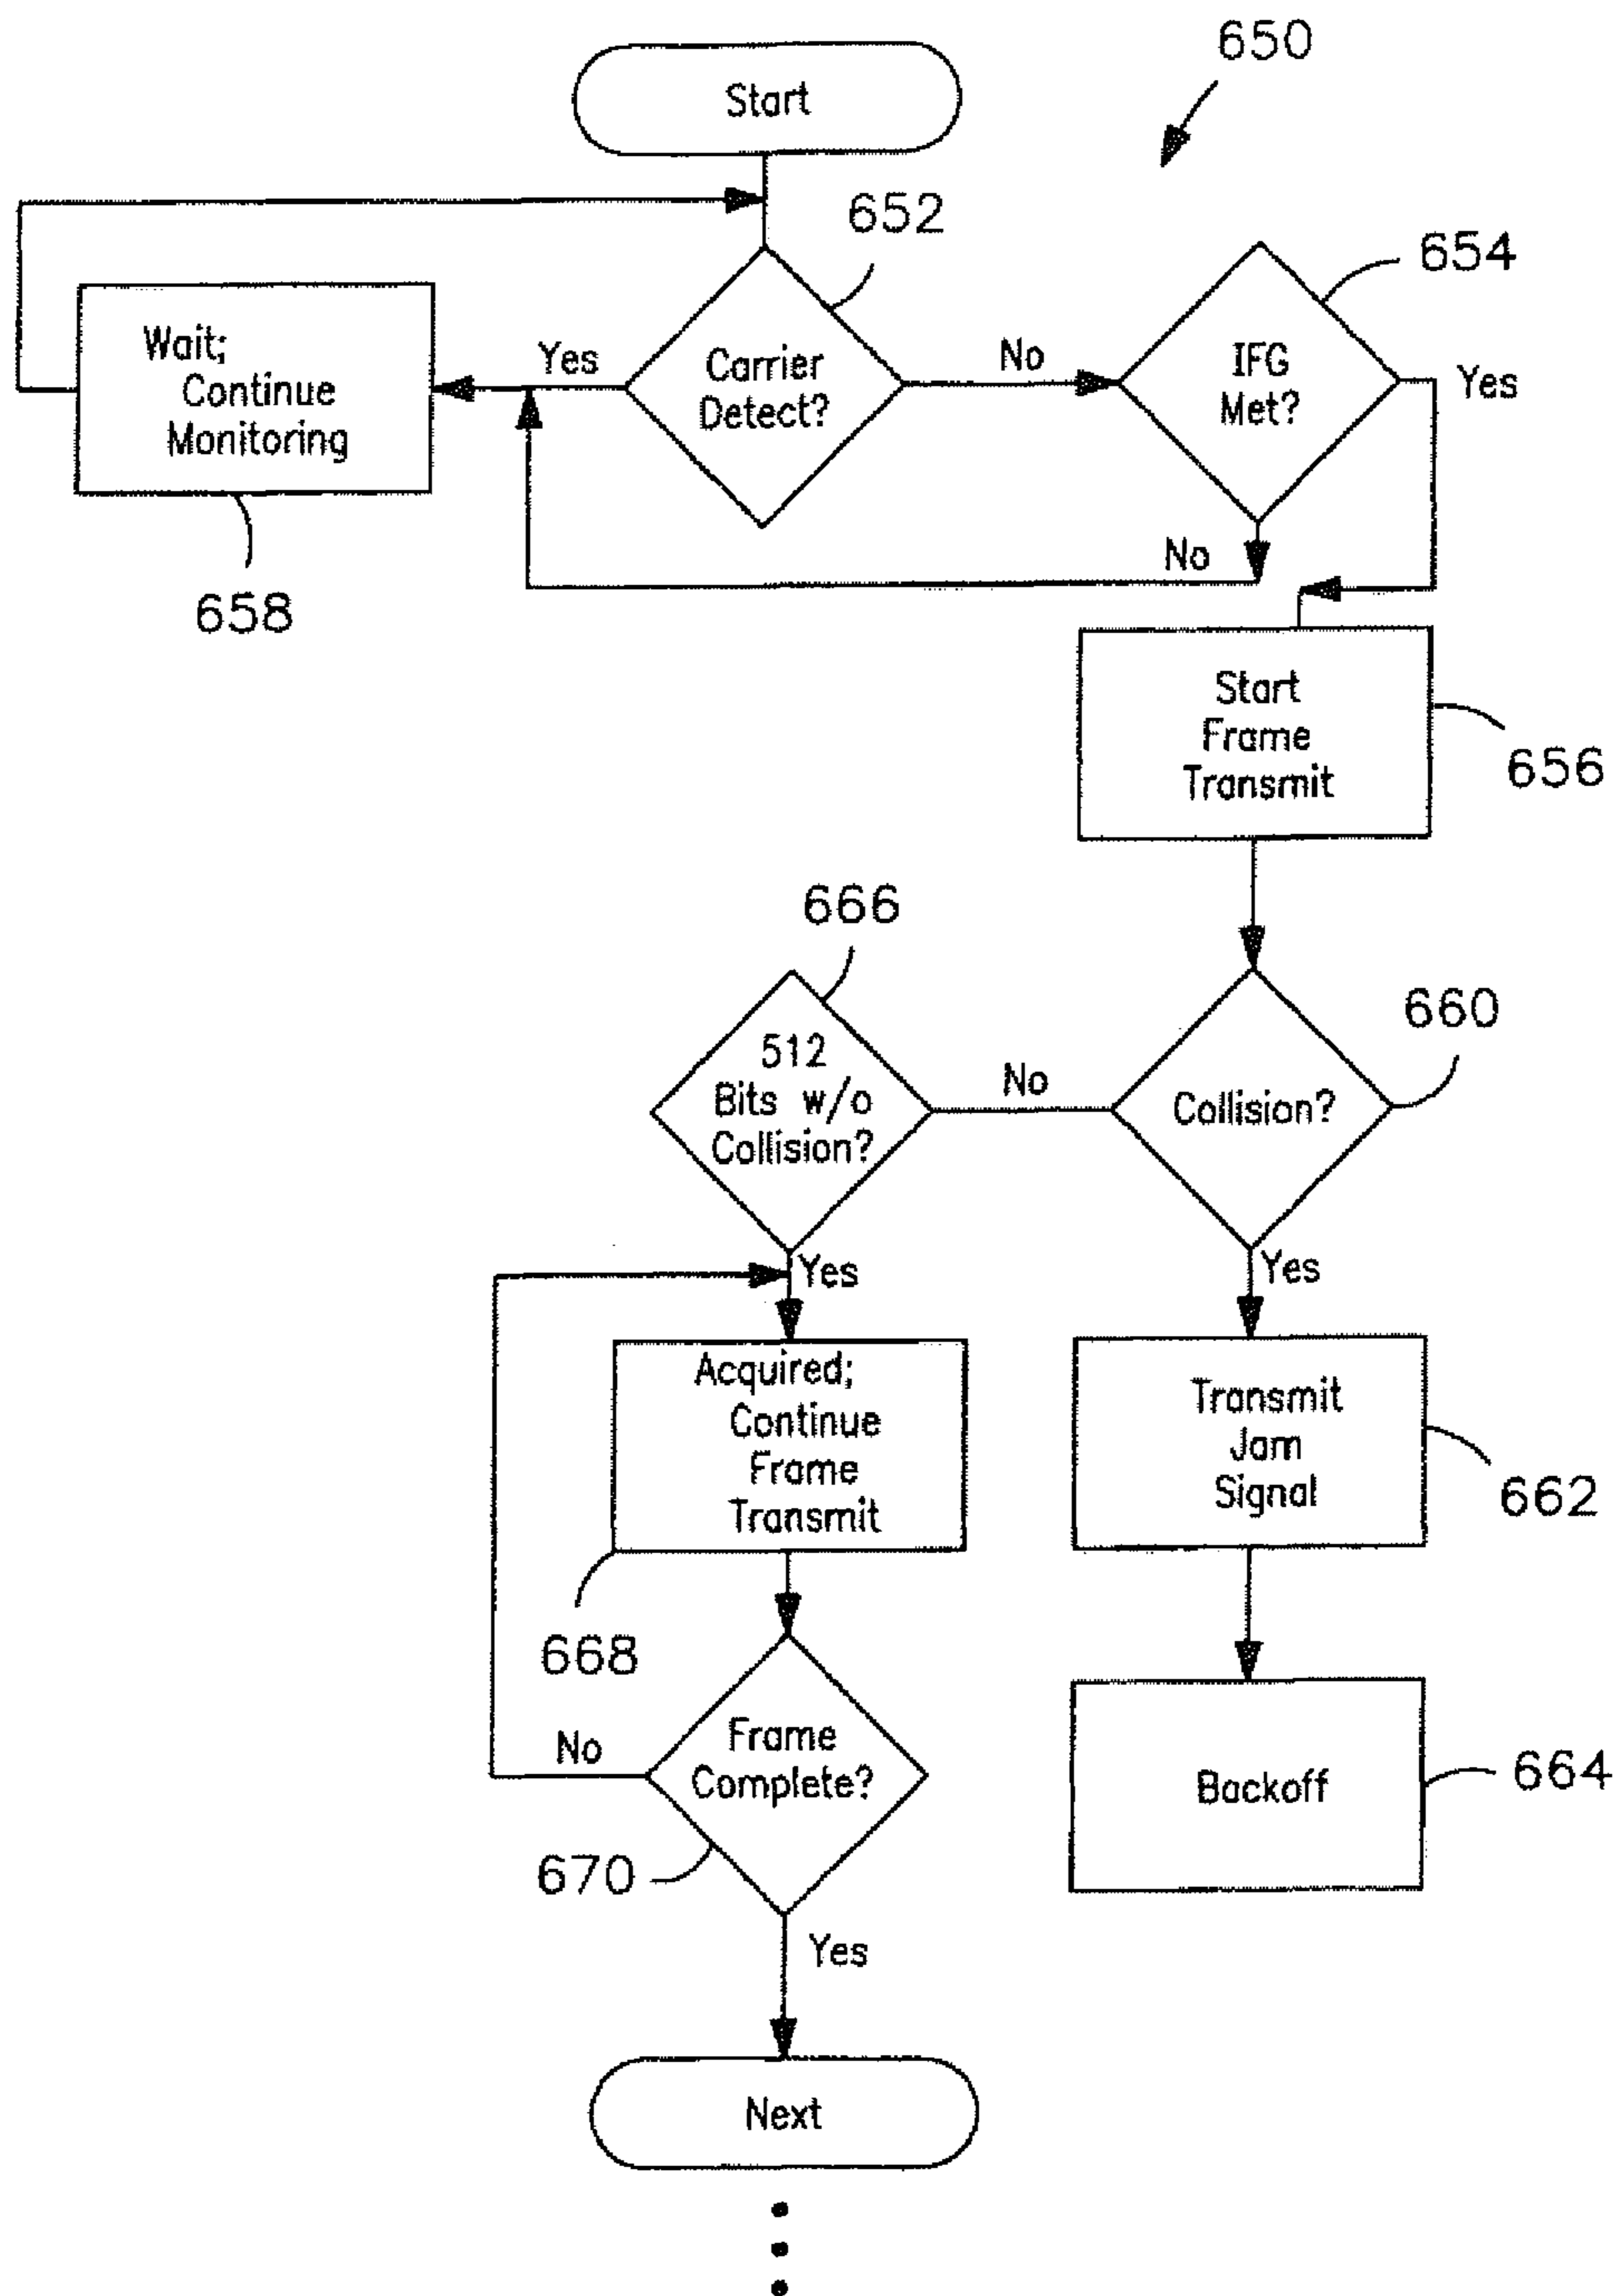 650
Start
652
654
Wait;
Continue
Monitoring
Yes
Carrier
Detect?
No
IFG
Met?
Yes
No
658
Start
Frame
Transmit
656
666
660
512
Bits w/o
Collision?
No
Collision?
Yes
Yes
Acquired;
Continue
Frame
Transmit
Transmit
Jam
Signal
662
668
No
Frame
Complete?
Backoff
664
670
Yes
Next